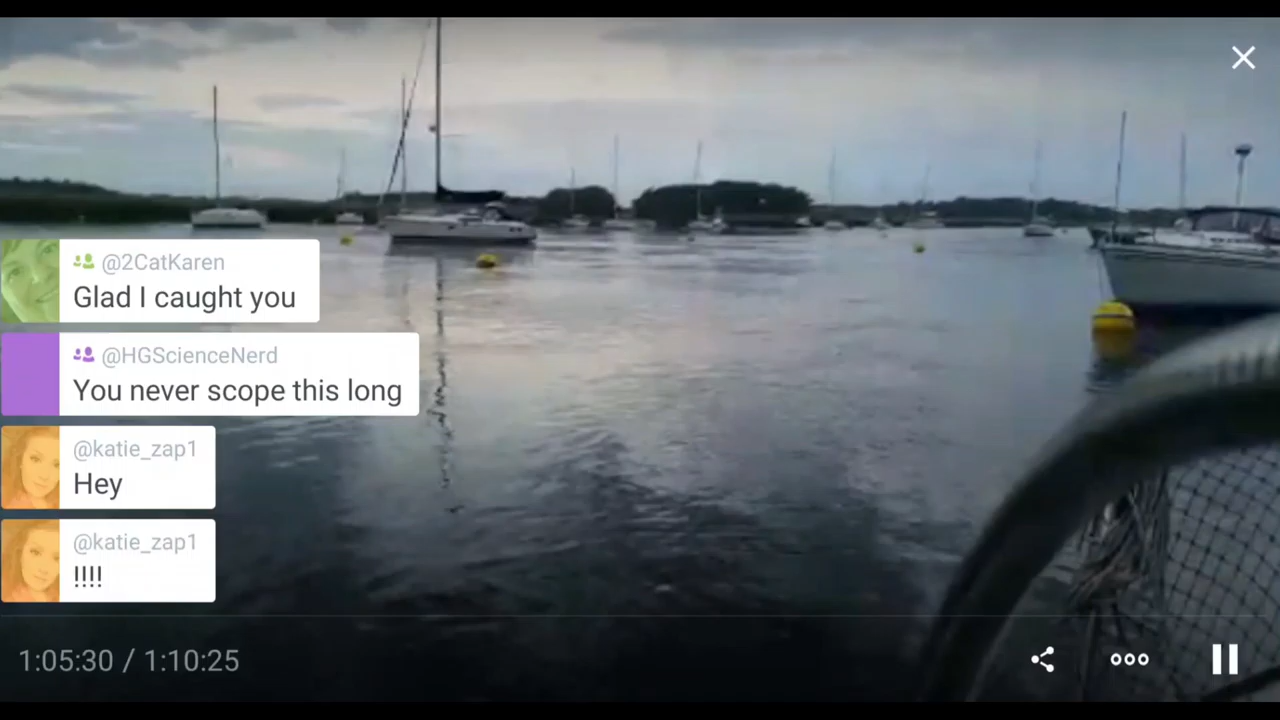 @2CatKaren
Glad I caught you
@HGScienceNerd
You never scope this long
@katie_zap1
Hey
@katie_zap1
!!!!
1:05:30 / 1:10:25